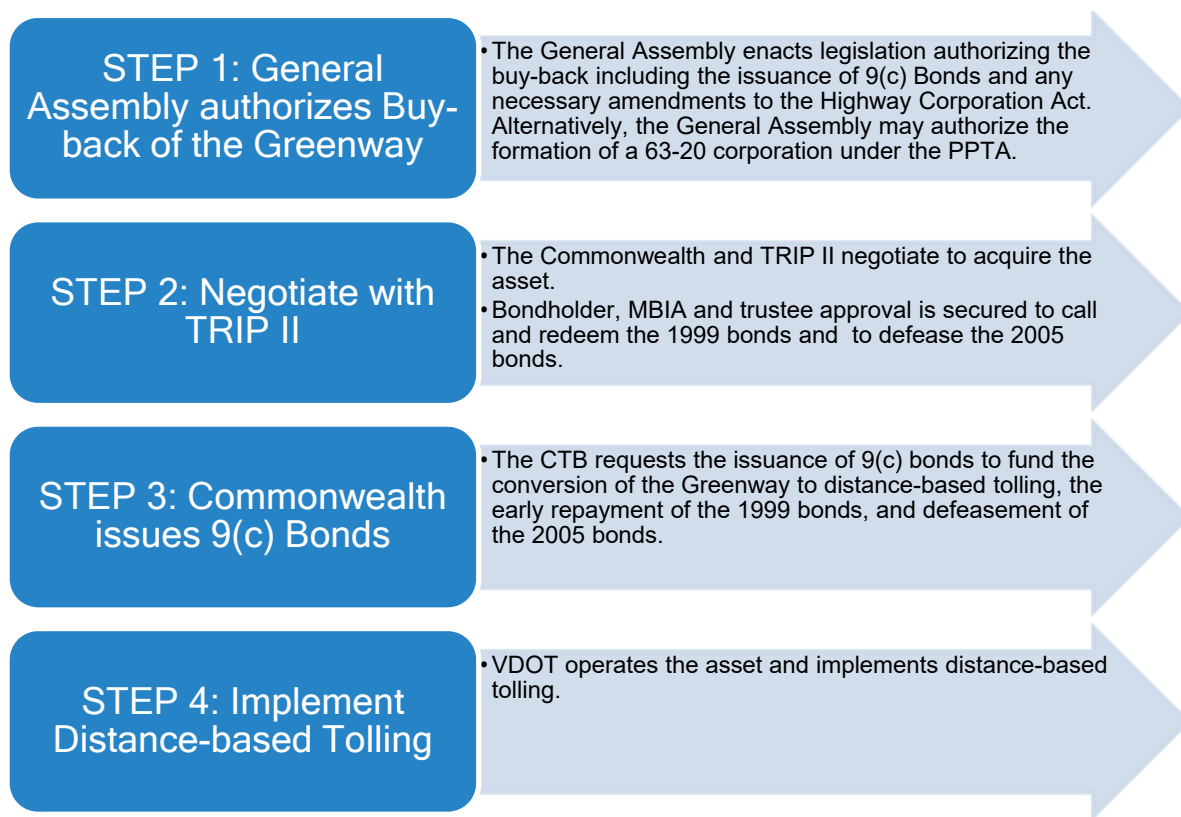 STEP 1: General
Assembly authorizes Buy-
back of the Greenway
• The General Assembly enacts legislation authorizing the
buy-back including the issuance of 9(c) Bonds and any
necessary amendments to the Highway Corporation Act.
Alternatively, the General Assembly may authorize the
formation of a 63-20 corporation under the PPTA.
STEP 2: Negotiate with
TRIP II
• The Commonwealth and TRIP II negotiate to acquire the
asset.
• Bondholder, MBIA and trustee approval is secured to call
and redeem the 1999 bonds and  to defease the 2005
bonds.
STEP 3: Commonwealth
issues 9(c) Bonds
• The CTB requests the issuance of 9(c) bonds to fund the
conversion of the Greenway to distance-based tolling, the
early repayment of the 1999 bonds, and defeasement of
the 2005 bonds.
STEP 4: Implement
Distance-based Tolling
• VDOT operates the asset and implements distance-based
tolling.